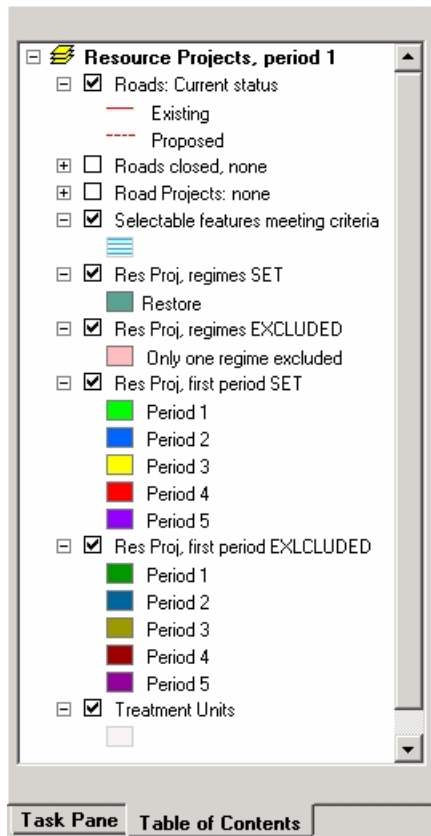 Resource Projects, period 1
Roads: Current status
Existing
Proposed
Roads closed, none
Road Projects: none
Selectable features meeting criteria
Res Proj, regimes SET
Restore
Res Proj, regimes EXCLUDED
Only one regime excluded
Res Proj, first period SET
Period 1
Period 2
Period 3
Period 4
Period 5
Res Proj, first period EXLCLUDED
Period 1
Period 2
Period 3
Period 4
Period 5
Treatment Units
Task Pane Table of Contents